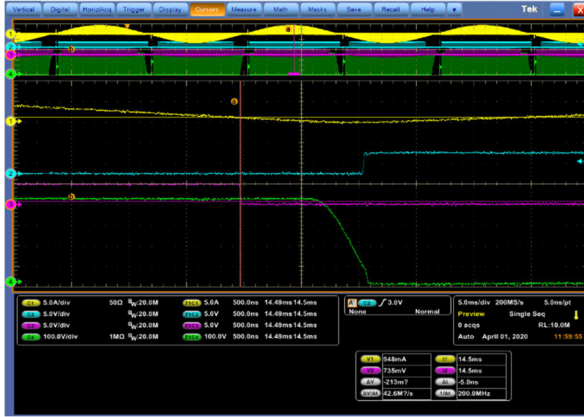 Vertical Digital Horiz/Acq Trigger Display Cursors Measure Math Masks Save Recall Help Tek
C1 5.0A/div 50Ω BW:20.0M
C2 5.0V/div BW:20.0M
C3 5.0V/div BW:20.0M
C4 100.0V/div 1MΩ BW:20.0M
Z1C1 5.0A 500.0ns 14.49ms 14.5ms
Z1C2 5.0V 500.0ns 14.49ms 14.5ms
Z1C3 5.0V 500.0ns 14.49ms 14.5ms
Z1C4 100.0V 500.0ns 14.49ms 14.5ms
A' C2 3.0V
None Normal
5.0ms/div 200MS/s 5.0ns/pt
Preview Single Seq
0 acqs RL:10.0M
Auto April 01, 2020 11:59:55
V1 948mA t1 14.5ms
V2 735mV t2 14.5ms
ΔV -213m? Δt -5.0ns
ΔV/Δt 42.6M?/s 1/Δt 200.0MHz